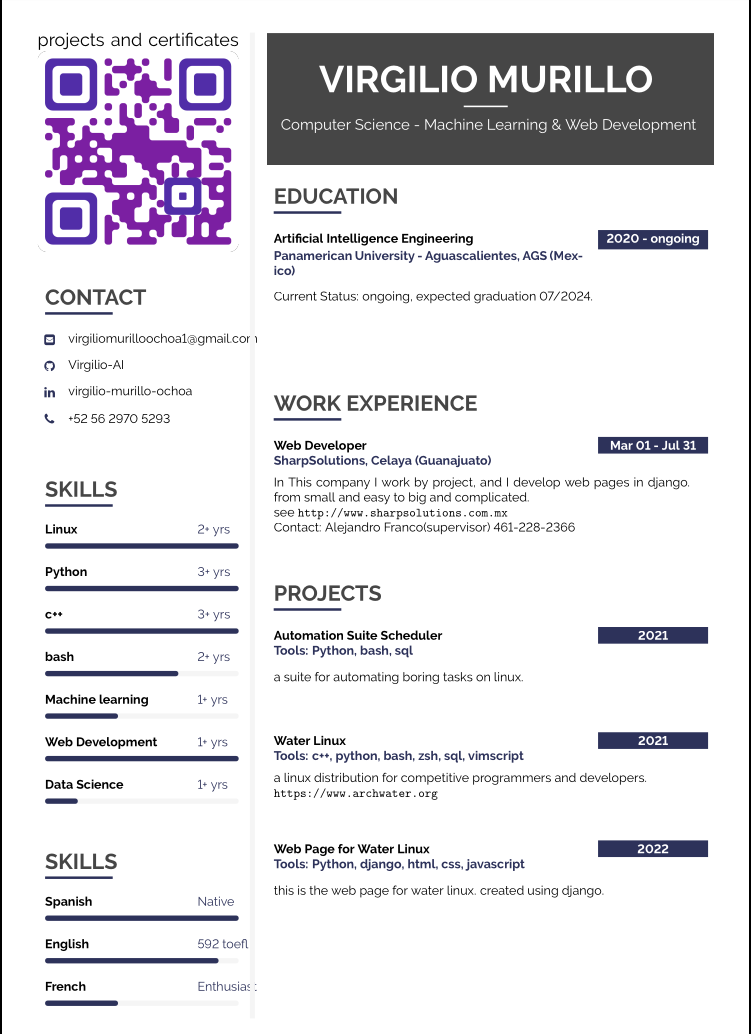 projects and certificates
CONTACT
virgiliomurilloochoa1@gmail.com
Virgilio-AI
virgilio-murillo-ochoa
+52 56 2970 5293
SKILLS
Linux 2+ yrs
Python 3+ yrs
c++ 3+ yrs
bash 2+ yrs
Machine learning 1+ yrs
Web Development 1+ yrs
Data Science 1+ yrs
SKILLS
Spanish Native
English 592 toefl
French Enthusiast
VIRGILIO MURILLO
Computer Science - Machine Learning & Web Development
EDUCATION
Artificial Intelligence Engineering 2020 - ongoing
Panamerican University - Aguascalientes, AGS (Mex-
ico)
Current Status: ongoing, expected graduation 07/2024.
WORK EXPERIENCE
Web Developer Mar 01 - Jul 31
SharpSolutions, Celaya (Guanajuato)
In This company I work by project, and I develop web pages in django.
from small and easy to big and complicated.
see http://www.sharpsolutions.com.mx
Contact: Alejandro Franco(supervisor) 461-228-2366
PROJECTS
Automation Suite Scheduler 2021
Tools: Python, bash, sql
a suite for automating boring tasks on linux.
Water Linux 2021
Tools: c++, python, bash, zsh, sql, vimscript
a linux distribution for competitive programmers and developers.
https://www.archwater.org
Web Page for Water Linux 2022
Tools: Python, django, html, css, javascript
this is the web page for water linux. created using django.